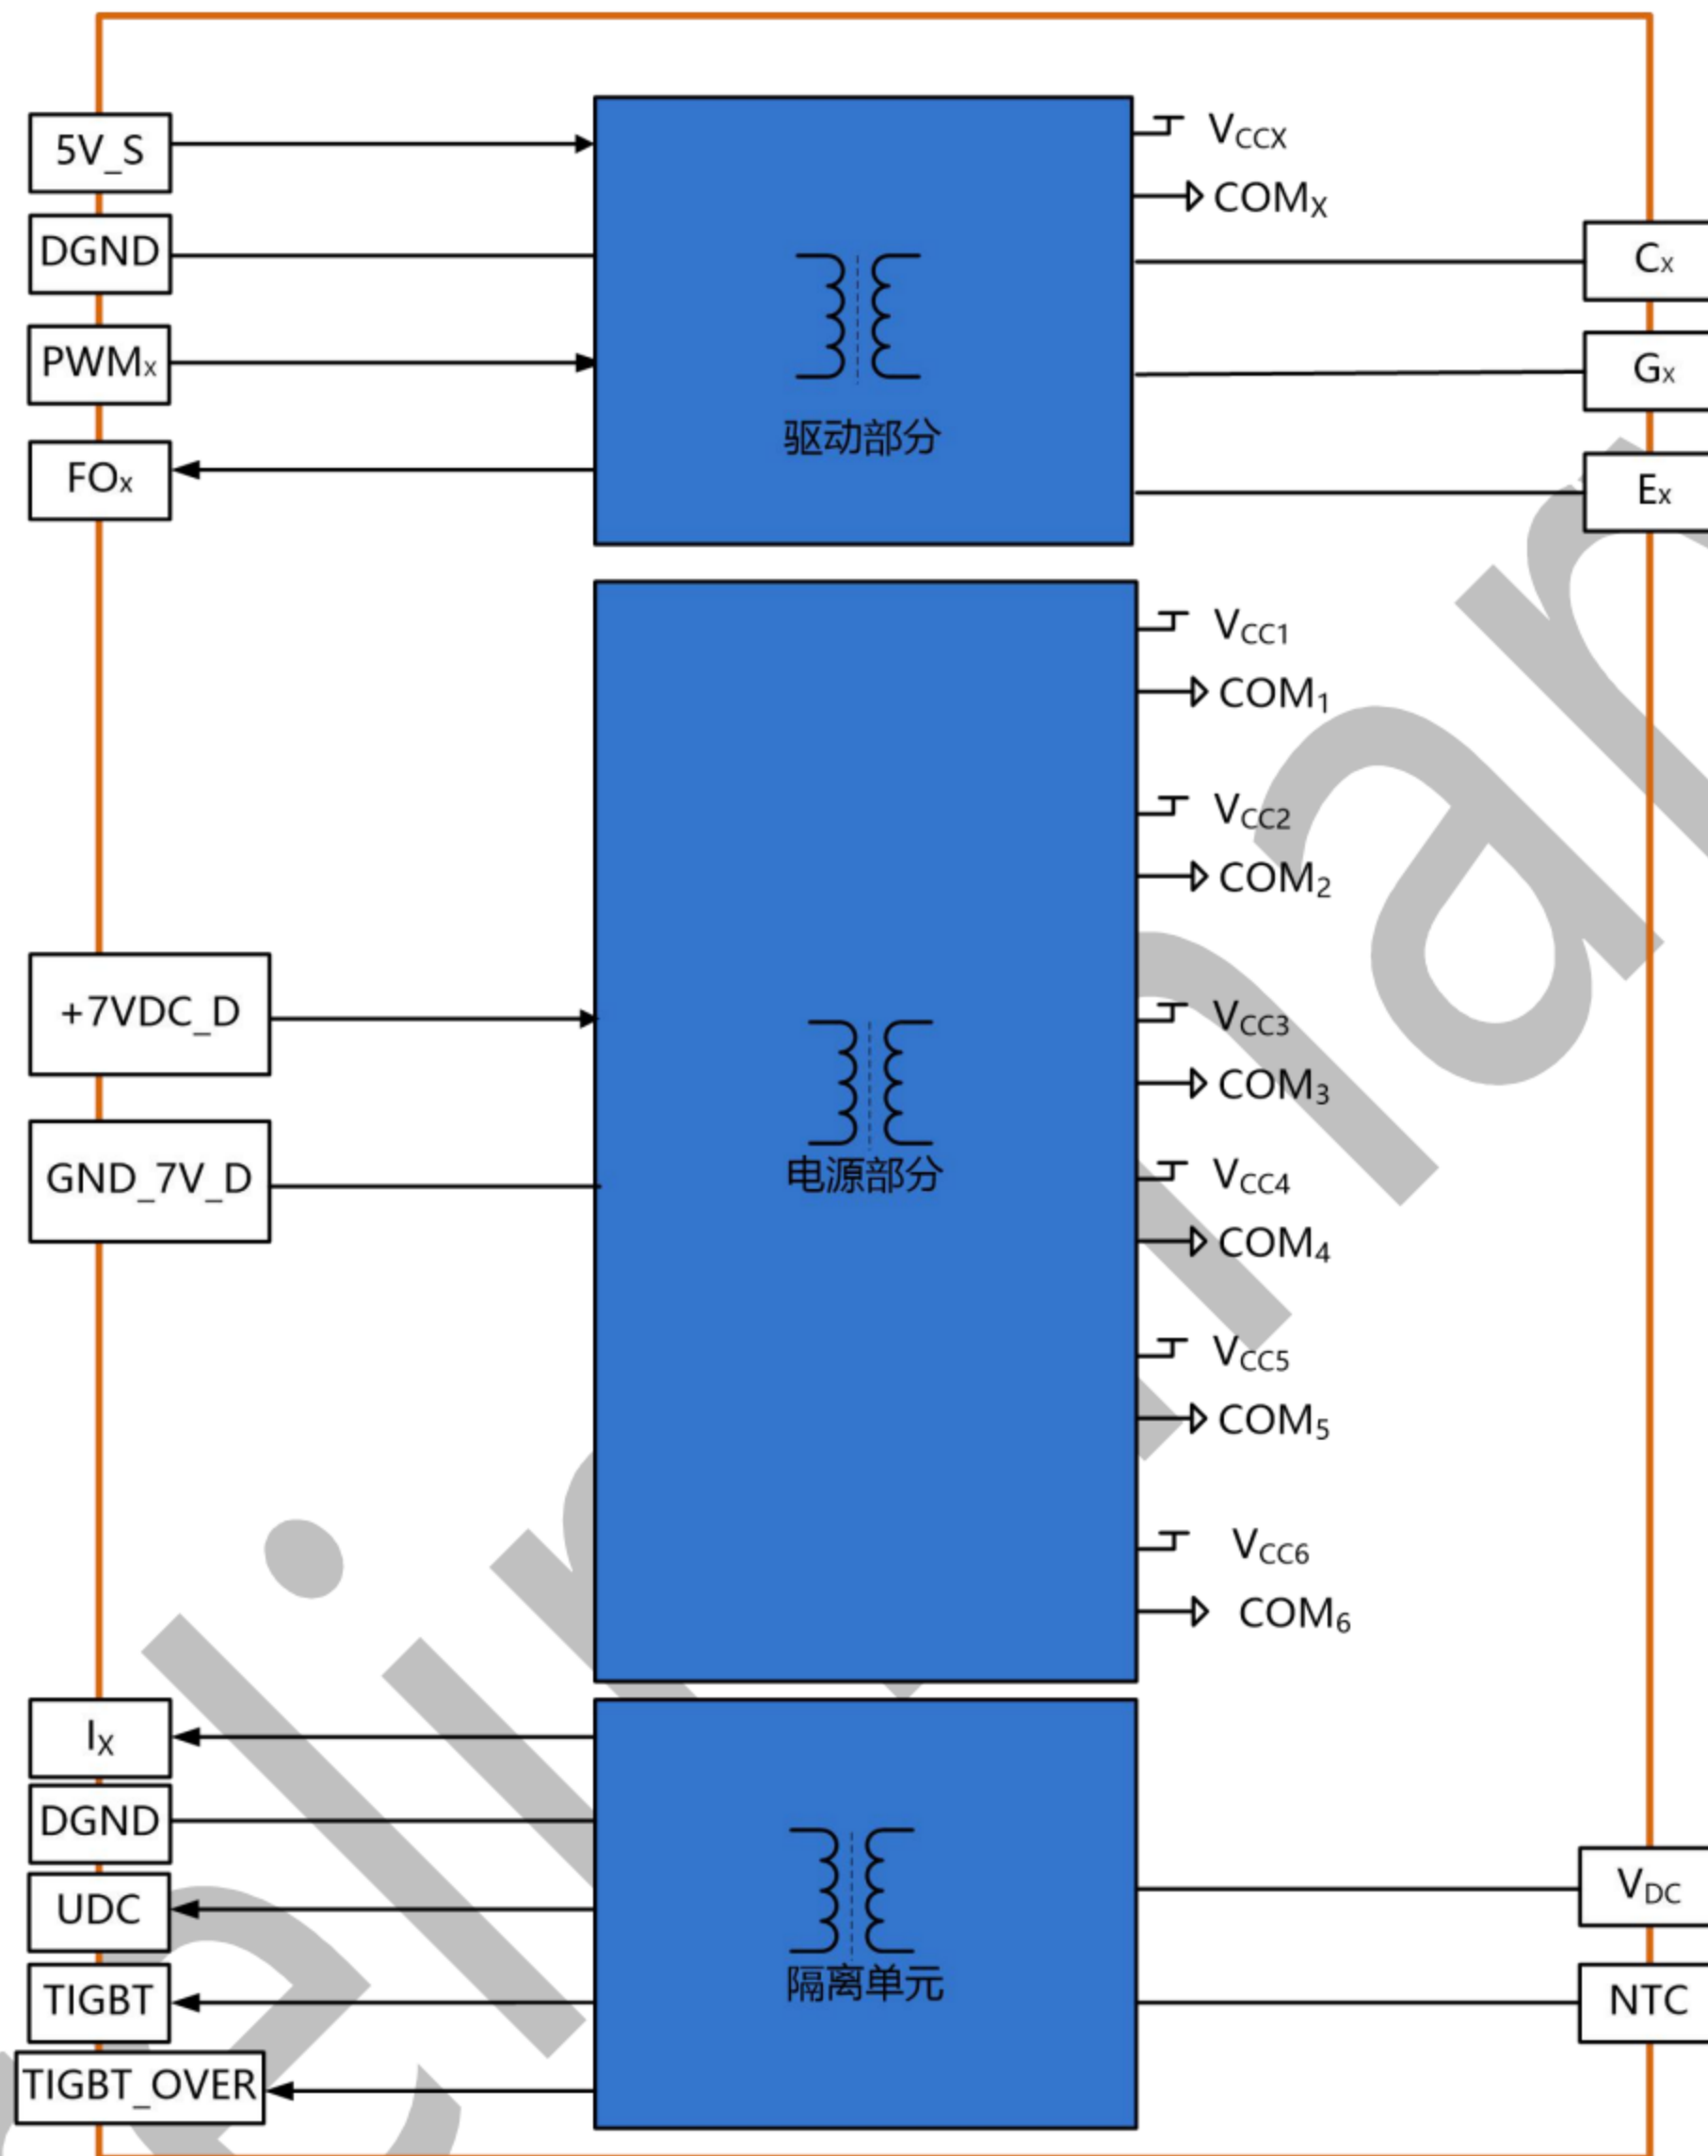 5V_S
DGND
PWMx
FOx
VCCX
COMX
Cx
Gx
Ex
驱动部分
+7VDC_D
GND_7V_D
VCC1
COM1
VCC2
COM2
VCC3
COM3
VCC4
COM4
VCC5
COM5
VCC6
COM6
电源部分
IX
DGND
UDC
TIGBT
TIGBT_OVER
VDC
NTC
隔离单元